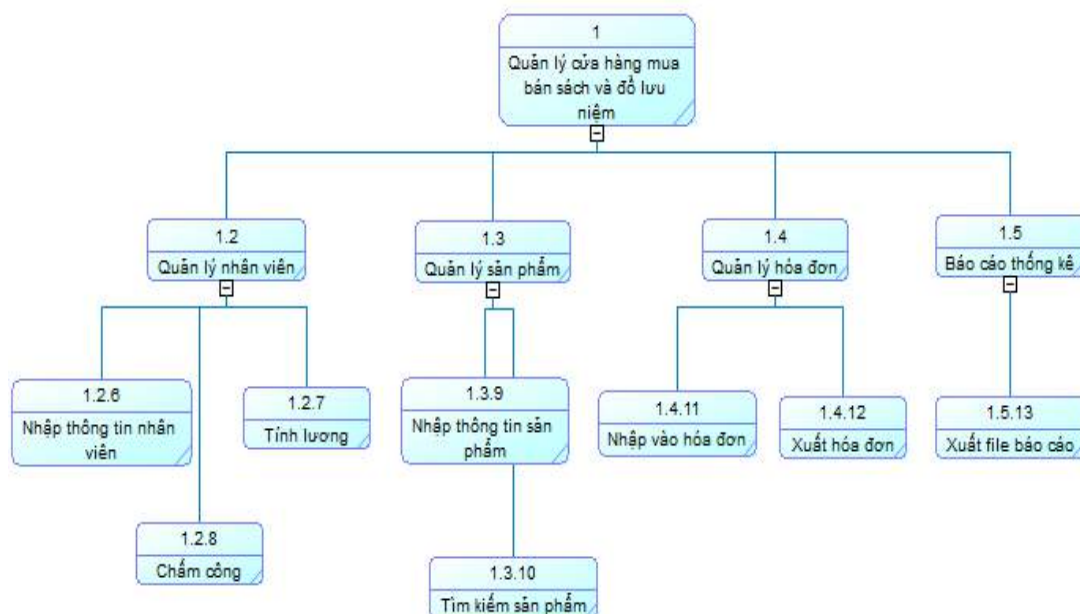 1
Quản lý cửa hàng mua
bán sách và đồ lưu
niệm
1.2
Quản lý nhân viên
1.3
Quản lý sản phẩm
1.4
Quản lý hóa đơn
1.5
Báo cáo thống kê
1.2.6
Nhập thông tin nhân
viên
1.2.7
Tính lương
1.3.9
Nhập thông tin sản
phẩm
1.4.11
Nhập vào hóa đơn
1.4.12
Xuất hóa đơn
1.5.13
Xuất file báo cáo
1.2.8
Chấm công
1.3.10
Tìm kiếm sản phẩm